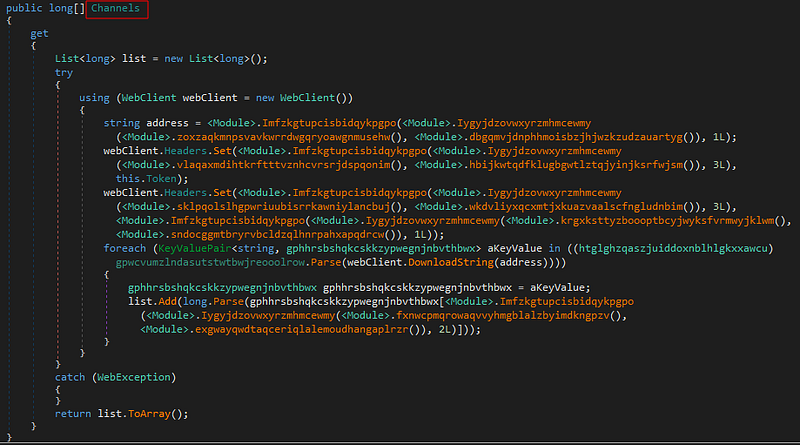 public long[] Channels
{
get
{
List<long> list = new List<long>();
try
{
using (WebClient webClient = new WebClient())
{
string address = <Module>.Imfzkgtupcisbidqykpgpo(<Module>.Iygyjdzovwxyrzmhmcewmy
(<Module>.zoxzaqkmnpsvavkwrrdwgqryoawgnmusehw(), <Module>.dbgqmvjdnphhmoisbzjhjwzkzudzauartyg()), 1L);
webClient.Headers.Set(<Module>.Imfzkgtupcisbidqykpgpo(<Module>.Iygyjdzovwxyrzmhmcewmy
(<Module>.vlaqaxmdihtkrftttvznhcvrsrjdspqonim(), <Module>.hbijkwtqdfklugbgwtlztqjyinjksrfwjsm()), 3L),
this.Token);
webClient.Headers.Set(<Module>.Imfzkgtupcisbidqykpgpo(<Module>.Iygyjdzovwxyrzmhmcewmy
(<Module>.sklpqolslhgpwriuubisrrkawniylancbuj(), <Module>.wkdvliyxqcxmtjxkuazvaalscfngludnbim()), 3L),
<Module>.Imfzkgtupcisbidqykpgpo(<Module>.Iygyjdzovwxyrzmhmcewmy(<Module>.krgxksttyzboooptbcyjwyksfvrmwyjklwm(),
<Module>.sndocggmtbryrvbcldzqlhnrpahxapqdrcw()), 1L));
foreach (KeyValuePair<string, gphhrsbshqkcskkzypwegnjnbvthbwx> aKeyValue in ((htglghzqaszjuiddoxnblhlgkxxawcu)
gpwcvumzlndasutstwtbwjreooolrow.Parse(webClient.DownloadString(address))))
{
gphhrsbshqkcskkzypwegnjnbvthbwx gphhrsbshqkcskkzypwegnjnbvthbwx = aKeyValue;
list.Add(long.Parse(gphhrsbshqkcskkzypwegnjnbvthbwx[<Module>.Imfzkgtupcisbidqykpgpo
(<Module>.Iygyjdzovwxyrzmhmcewmy(<Module>.fxnwcpmqrowaqvvyhmgblalzbyimdkngpzv(),
<Module>.exgwayqwdtaqceriqlalemoudhangaplrzr()), 2L)]));
}
}
}
catch (WebException)
{
}
return list.ToArray();
}
}